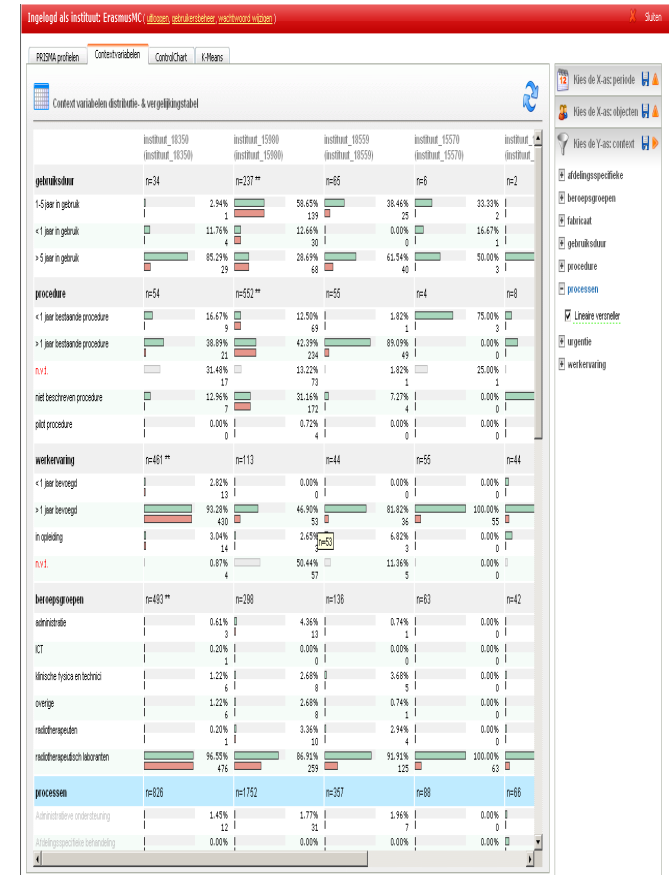 Ingelogd als instituut: ErasmusMC ( uitloggen, gebruikersbeheer, wachtwoord wijzigen )
X Sluiten
PRISMA profielen Contextvariabelen ControlChart K-Means
Context variabelen distributie- & vergelijkingstabel
instituut_18350 instituut_15900 instituut_18559 instituut_15570 instituut_
(instituut_18350) (instituut_15900) (instituut_18559) (instituut_15570) (instituut_
gebruiksduur n=34 n=237 ** n=65 n=6 n=2
1-5 jaar in gebruik 2.94% 58.65% 38.46% 33.33%
1 139 25 2
< 1 jaar in gebruik 11.76% 12.66% 0.00% 16.67%
4 30 0 1
> 5 jaar in gebruik 85.29% 28.69% 61.54% 50.00%
29 68 40 3
procedure n=54 n=552 ** n=55 n=4 n=8
< 1 jaar bestaande procedure 16.67% 12.50% 1.82% 75.00%
9 69 1 3
> 1 jaar bestaande procedure 38.89% 42.39% 89.09% 0.00%
21 234 49 0
n.v.t. 31.48% 13.22% 1.82% 25.00%
17 73 1 1
niet beschreven procedure 12.96% 31.16% 7.27% 0.00%
7 172 4 0
pilot procedure 0.00% 0.72% 0.00% 0.00%
0 4 0 0
werkervaring n=461 ** n=113 n=44 n=55 n=44
< 1 jaar bevoegd 2.82% 0.00% 0.00% 0.00%
13 0 0 0
> 1 jaar bevoegd 93.28% 46.90% 81.82% 100.00%
430 53 36 55
in opleiding 3.04% 2.65% 6.82% 0.00%
14 3 3 0
n=53
n.v.t. 0.87% 50.44% 11.36% 0.00%
4 57 5 0
beroepsgroepen n=493 ** n=298 n=136 n=63 n=42
administratie 0.61% 4.36% 0.74% 0.00%
3 13 1 0
ICT 0.20% 0.00% 0.00% 0.00%
1 0 0 0
klinische fysica en technici 1.22% 2.68% 3.68% 0.00%
6 8 5 0
overige 1.22% 2.68% 0.74% 0.00%
6 8 1 0
radiotherapeuten 0.20% 3.36% 2.94% 0.00%
1 10 4 0
radiotherapeutisch laboranten 96.55% 86.91% 91.91% 100.00%
476 259 125 63
processen n=826 n=1752 n=357 n=88 n=66
Administratieve ondersteuning 1.45% 1.77% 1.96% 0.00%
12 31 7 0
Afdelingsspecifieke behandeling 0.00% 0.00% 0.00% 0.00%
12 Kies de X-as: periode
Kies de X-as: objecten
Kies de Y-as: context
afdelingsspecifieke
beroepsgroepen
fabricaat
gebruiksduur
procedure
processen
Lineaire versneller
urgentie
werkervaring